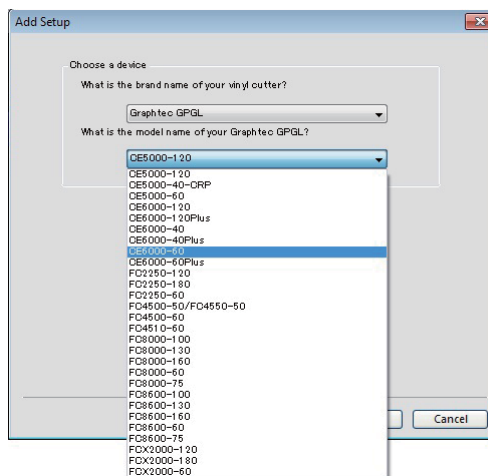 Add Setup
Choose a device
What is the brand name of your vinyl cutter?
Graphtec GPGL
What is the model name of your Graphtec GPGL?
CE5000-120
CE5000-120
CE5000-40-CRP
CE5000-60
CE6000-120
CE6000-120Plus
CE6000-40
CE6000-40Plus
CE6000-60
CE6000-60Plus
FC2250-120
FC2250-180
FC2250-60
FC4500-50/FC4550-50
FC4500-60
FC4510-60
FC8000-100
FC8000-130
FC8000-160
FC8000-60
FC8000-75
FC8600-100
FC8600-130
FC8600-160
FC8600-60
FC8600-75
FCX2000-120
FCX2000-180
FCX2000-60
Cancel